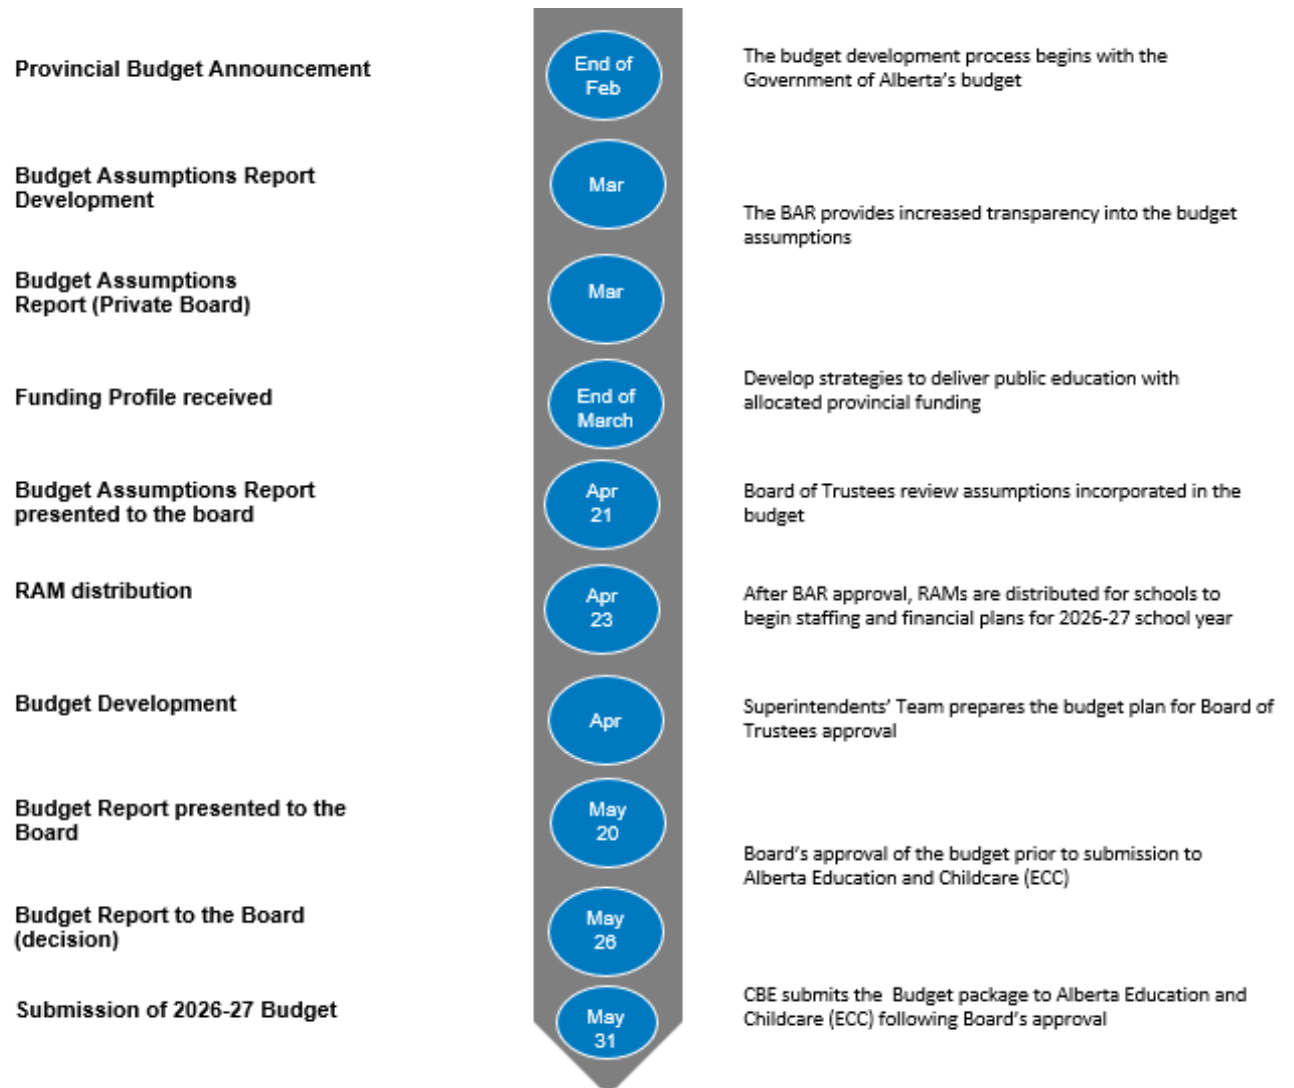 Provincial Budget Announcement
End of
Feb
The budget development process begins with the
Government of Alberta's budget
Budget Assumptions Report
Development
Mar
The BAR provides increased transparency into the budget
assumptions
Budget Assumptions
Report (Private Board)
Mar
Funding Profile received
End of
March
Develop strategies to deliver public education with
allocated provincial funding
Budget Assumptions Report
presented to the board
Apr
21
Board of Trustees review assumptions incorporated in the
budget
RAM distribution
Apr
23
After BAR approval, RAMs are distributed for schools to
begin staffing and financial plans for 2026-27 school year
Budget Development
Apr
Superintendents' Team prepares the budget plan for Board of
Trustees approval
Budget Report presented to the
Board
May
20
Board's approval of the budget prior to submission to
Alberta Education and Childcare (ECC)
Budget Report to the Board
(decision)
May
26
Submission of 2026-27 Budget
May
31
CBE submits the Budget package to Alberta Education and
Childcare (ECC) following Board's approval